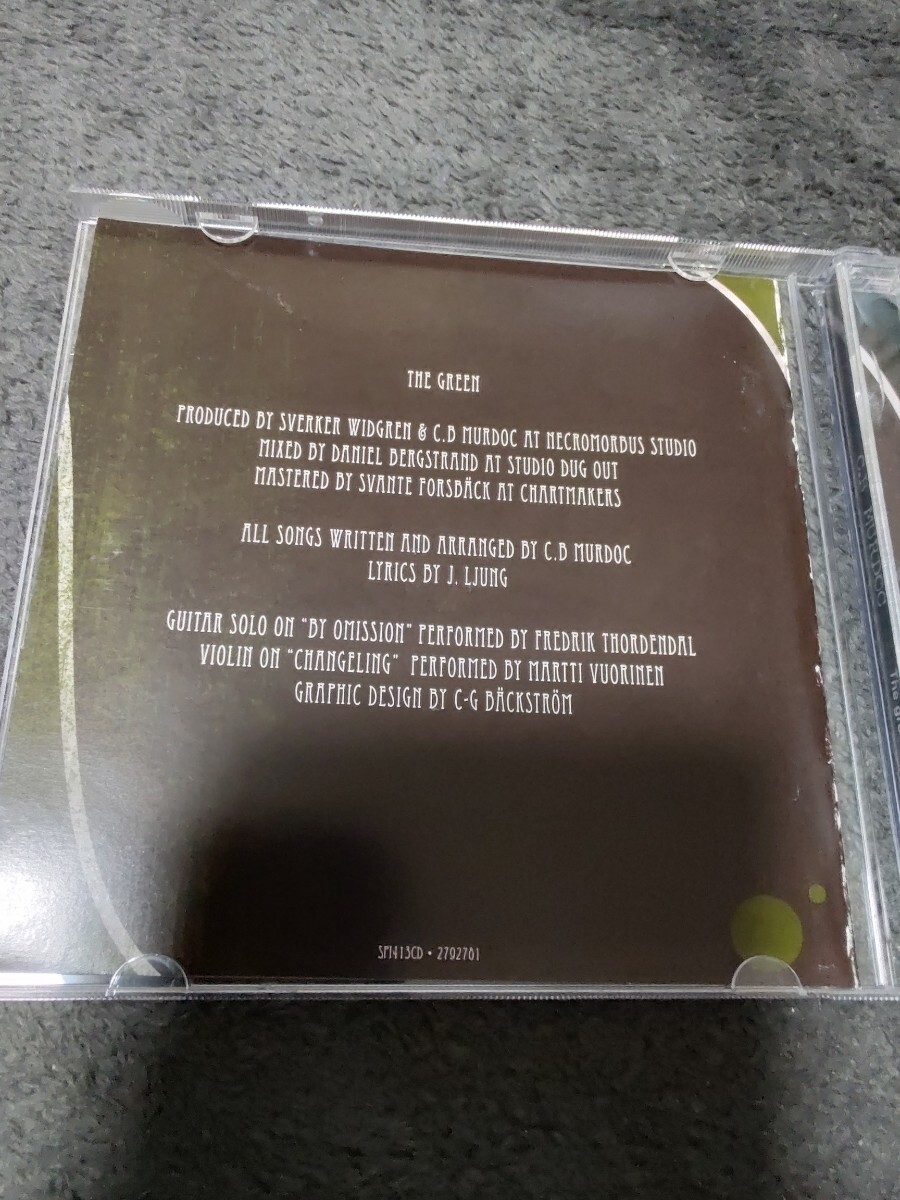 THE GREEN
PRODUCED BY SVERKER WIDGREN & C.B MURDOC AT NECROMORBUS STUDIO
MIXED BY DANIEL BERGSTRAND AT STUDIO DUG OUT
MASTERED BY SVANTE FORSBÄCK AT CHARTMAKERS
ALL SONGS WRITTEN AND ARRANGED BY C.B MURDOC
LYRICS BY J. LJUNG
GUITAR SOLO ON "BY OMISSION" PERFORMED BY FREDRIK THORDENDAL
VIOLIN ON "CHANGELING" PERFORMED BY MARTTI VUORINEN
GRAPHIC DESIGN BY C-G BÄCKSTRÖM
SFI413CD • 2792701
C.B MURDOC